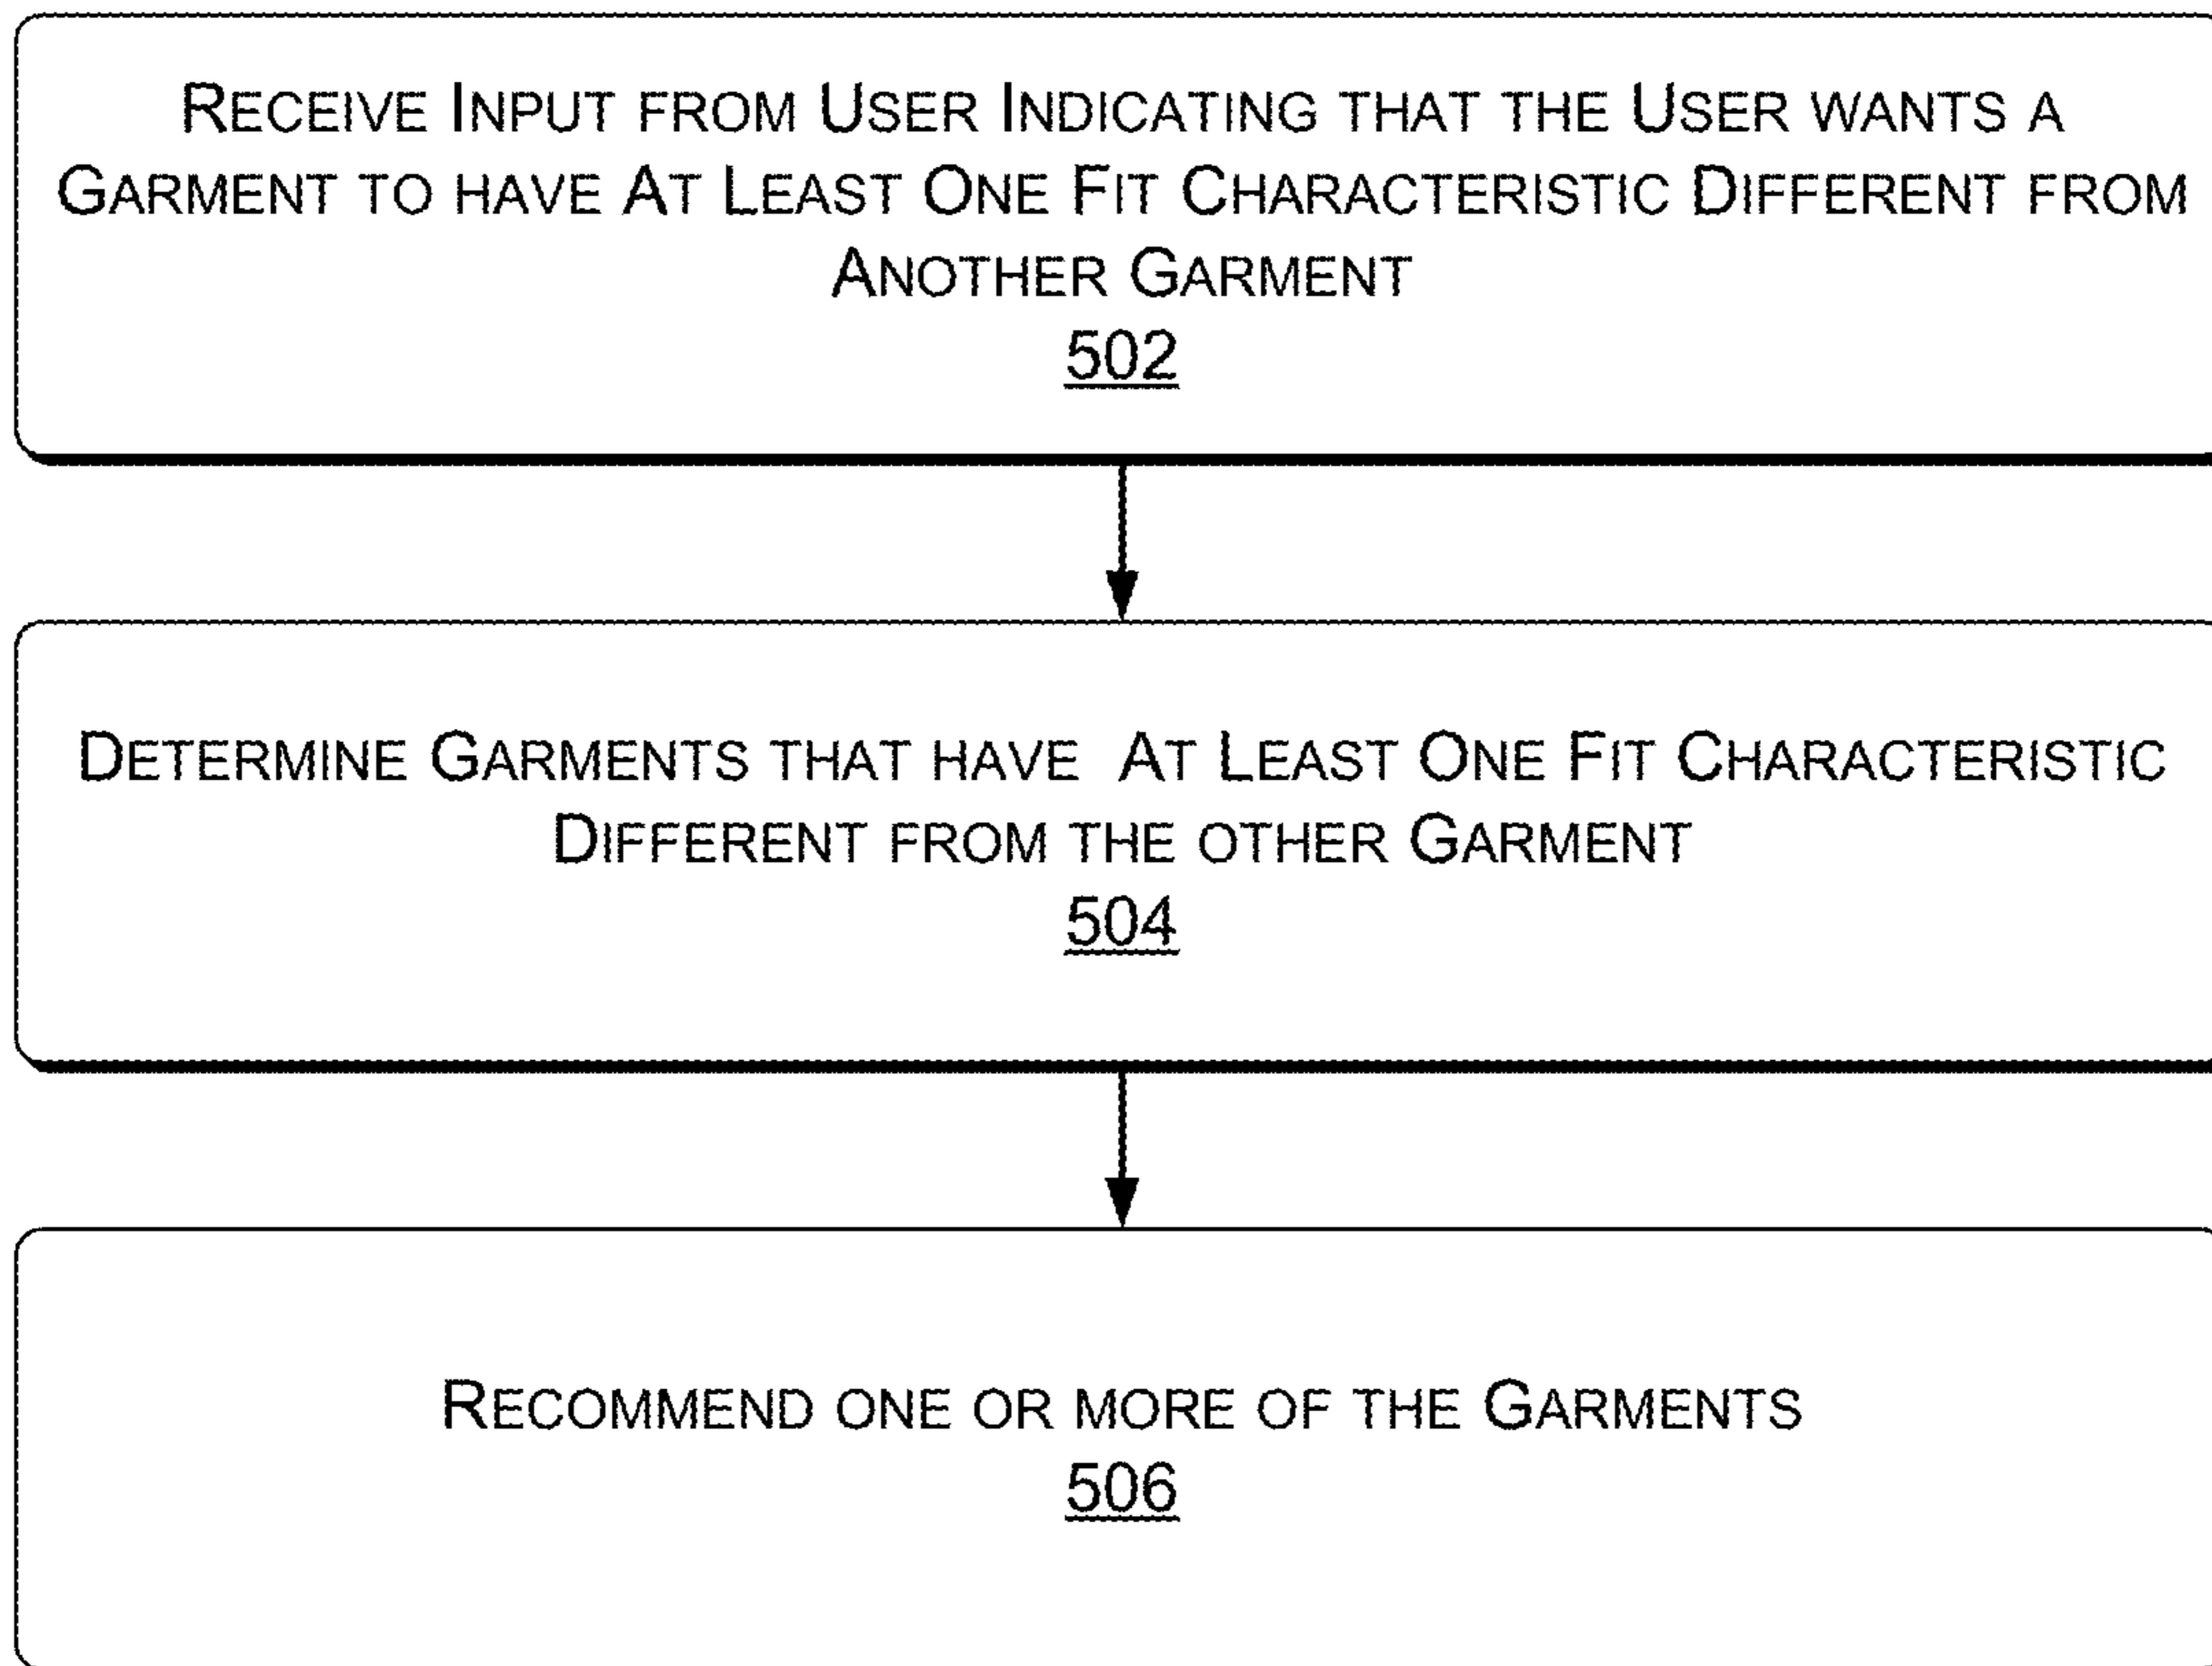 RECEIVE INPUT FROM USER INDICATING THAT THE USER WANTS A
GARMENT TO HAVE AT LEAST ONE FIT CHARACTERISTIC DIFFERENT FROM
ANOTHER GARMENT
502
DETERMINE GARMENTS THAT HAVE AT LEAST ONE FIT CHARACTERISTIC
DIFFERENT FROM THE OTHER GARMENT
504
RECOMMEND ONE OR MORE OF THE GARMENTS
506